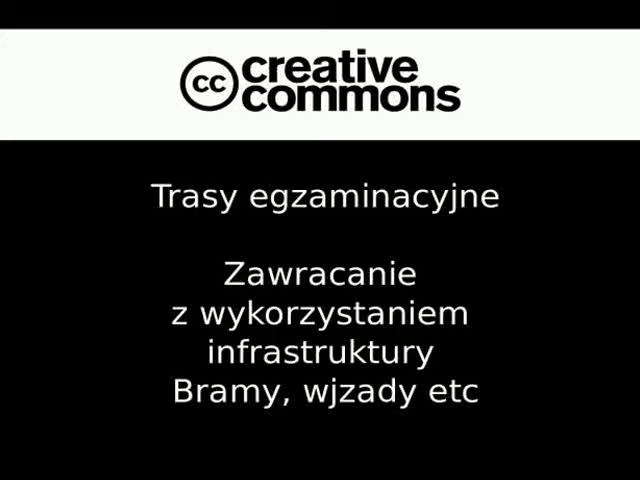 cc creative
commons
Trasy egzaminacyjne
Zawracanie
z wykorzystaniem
infrastruktury
Bramy, wjzady etc